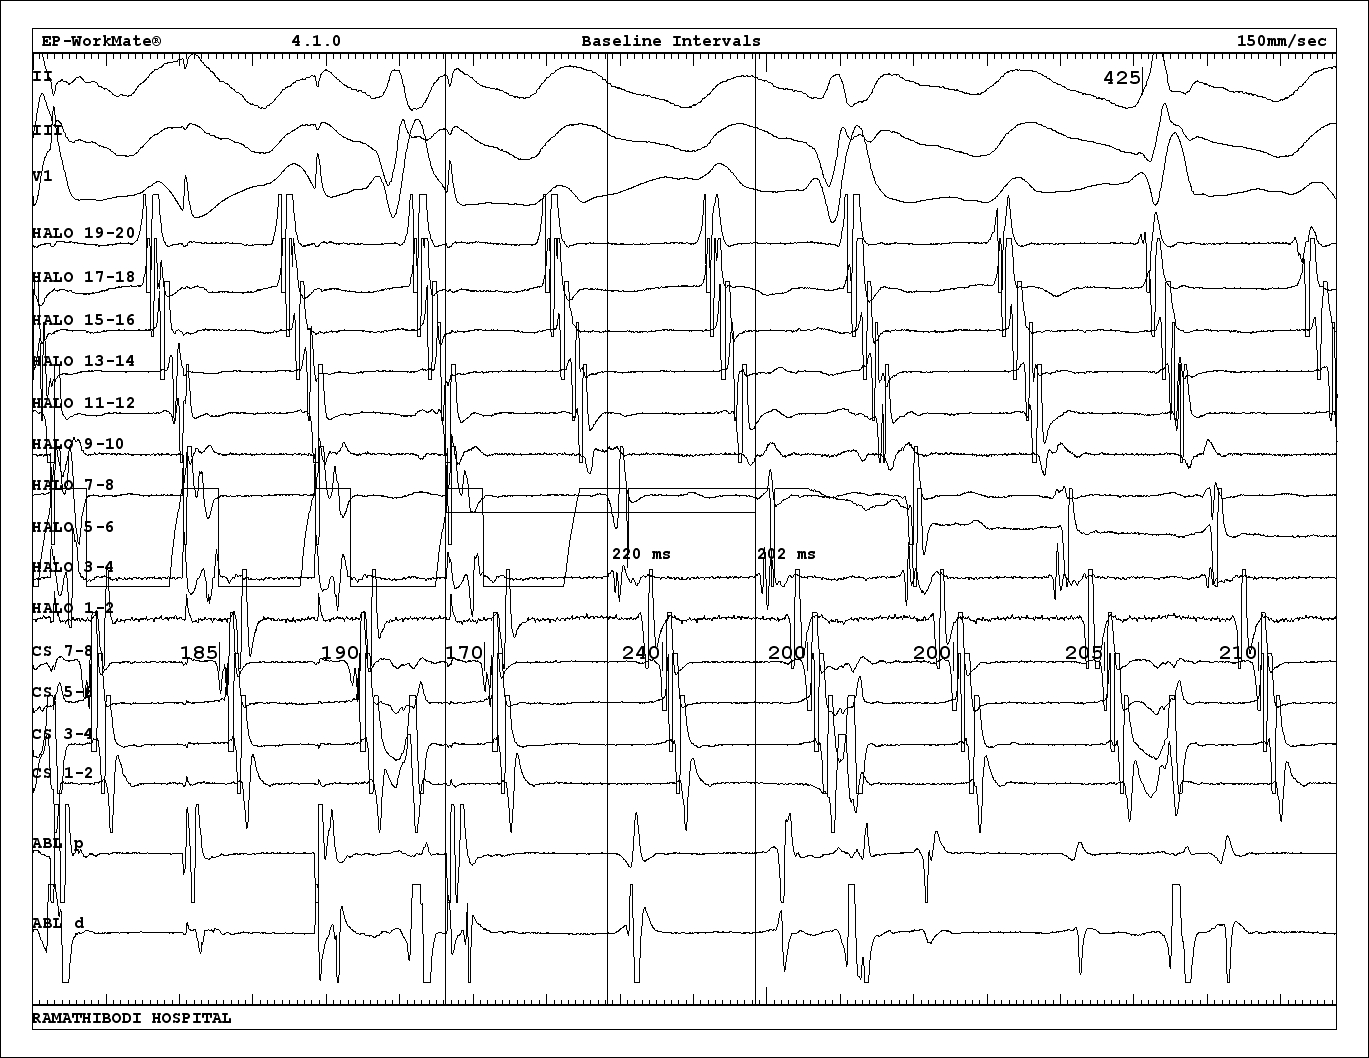 EP-WorkMate® 4.1.0 Baseline Intervals 150mm/sec
II
425
III
V1
HALO 19-20
HALO 17-18
HALO 15-16
HALO 13-14
HALO 11-12
HALO 9-10
HALO 7-8
HALO 5-6
220 ms 202 ms
HALO 3-4
HALO 1-2
CS 7-8 185 190 170 240 200 200 205 210
CS 5-6
CS 3-4
CS 1-2
ABL p
ABL d
RAMATHIBODI HOSPITAL